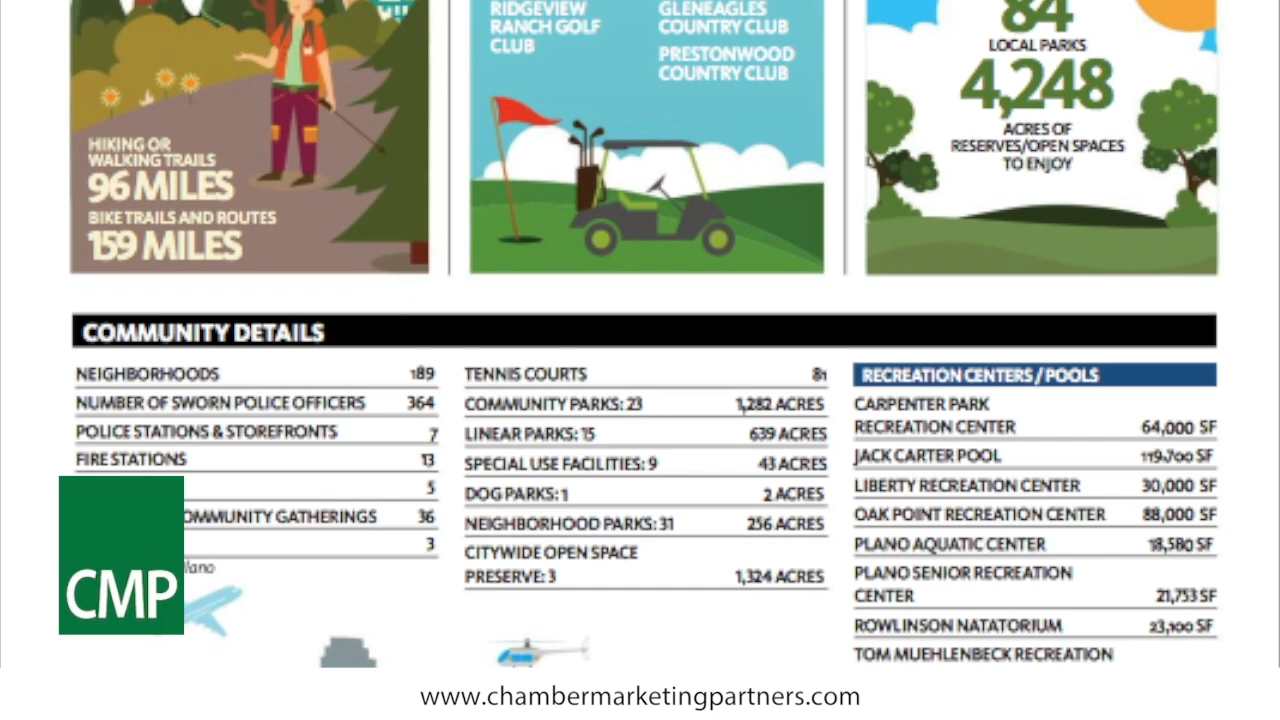 HIKING OR
WALKING TRAILS
96 MILES
BIKE TRAILS AND ROUTES
159 MILES
RIDGEVIEW
RANCH GOLF
CLUB
GLENEAGLES
COUNTRY CLUB
PRESTONWOOD
COUNTRY CLUB
84
LOCAL PARKS
4,248
ACRES OF
RESERVES/OPEN SPACES
TO ENJOY
COMMUNITY DETAILS
NEIGHBORHOODS 189
NUMBER OF SWORN POLICE OFFICERS 364
POLICE STATIONS & STOREFRONTS 7
FIRE STATIONS 13
5
OMMUNITY GATHERINGS 36
3
lano
TENNIS COURTS 81
COMMUNITY PARKS: 23 1,282 ACRES
LINEAR PARKS: 15 639 ACRES
SPECIAL USE FACILITIES: 9 43 ACRES
DOG PARKS: 1 2 ACRES
NEIGHBORHOOD PARKS: 31 256 ACRES
CITYWIDE OPEN SPACE
PRESERVE: 3 1,324 ACRES
RECREATION CENTERS / POOLS
CARPENTER PARK
RECREATION CENTER 64,000 SF
JACK CARTER POOL 119,700 SF
LIBERTY RECREATION CENTER 30,000 SF
OAK POINT RECREATION CENTER 88,000 SF
PLANO AQUATIC CENTER 18,580 SF
PLANO SENIOR RECREATION
CENTER 21,753 SF
ROWLINSON NATATORIUM 23,100 SF
TOM MUEHLENBECK RECREATION
CMP
www.chambermarketingpartners.com